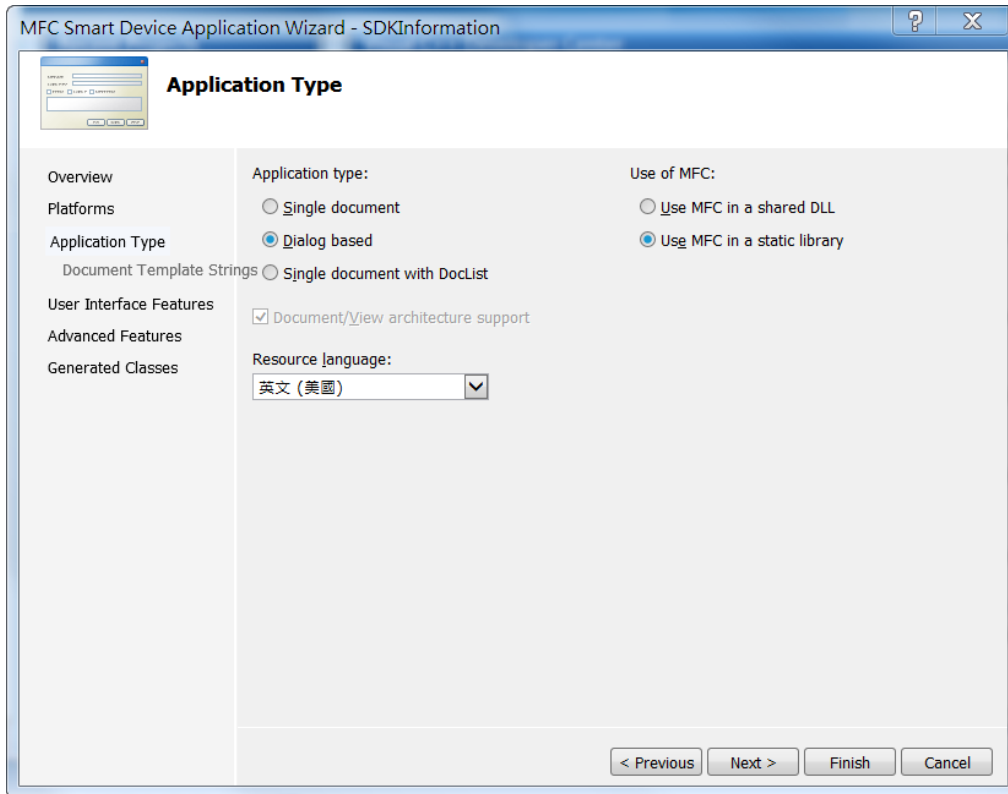 MFC Smart Device Application Wizard - SDKInformation
Application Type
Overview
Platforms
Application Type
Document Template Strings
User Interface Features
Advanced Features
Generated Classes
Application type:
Single document
Dialog based
Single document with DocList
Document/View architecture support
Resource language:
英文 (美國)
Use of MFC:
Use MFC in a shared DLL
Use MFC in a static library
< Previous
Next >
Finish
Cancel